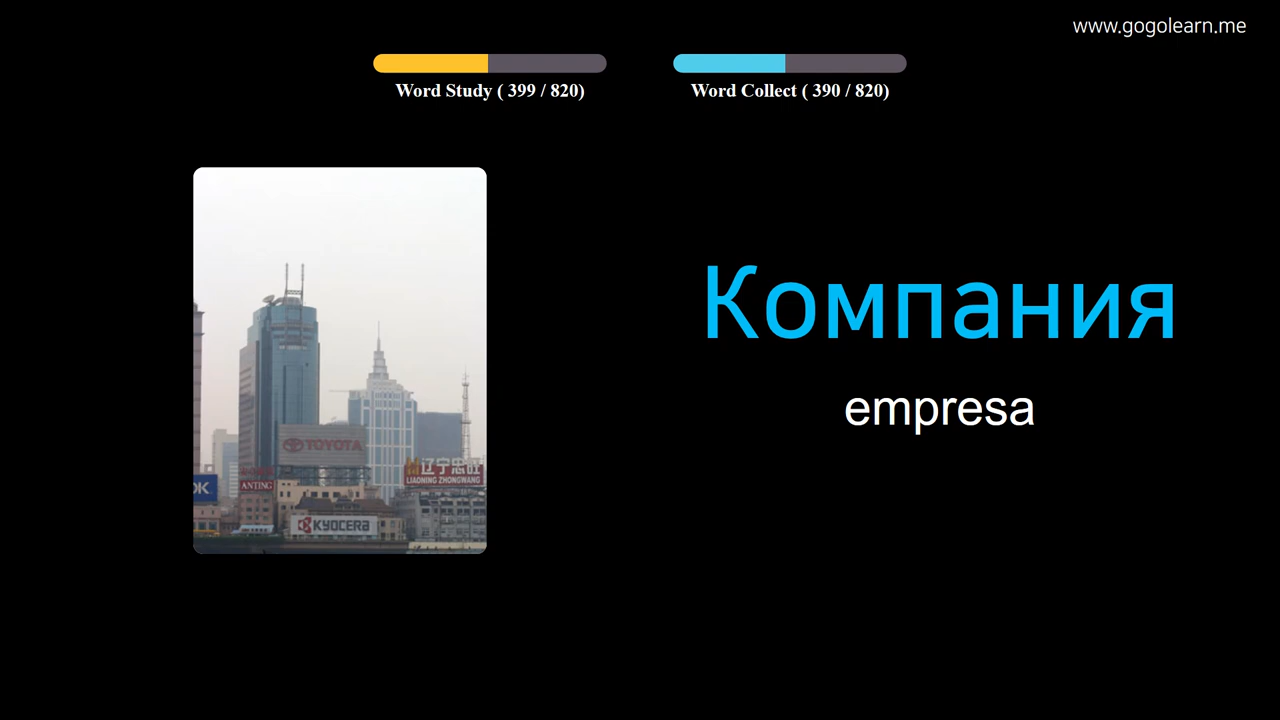 www.gogolearn.me
Word Study ( 399 / 820)
Word Collect ( 390 / 820)
Компания
empresa
TOYOTA
辽宁忠旺
LIAONING ZHONGWANG
ANTING
KYOCERA